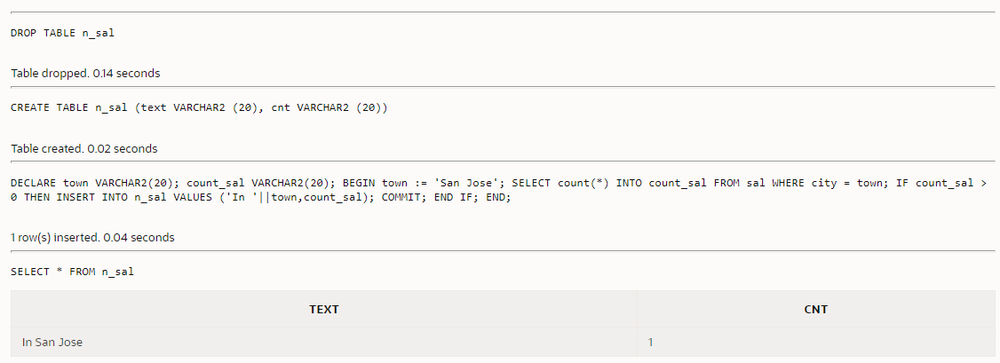 DROP TABLE n_sal
Table dropped. 0.14 seconds
CREATE TABLE n_sal (text VARCHAR2 (20), cnt VARCHAR2 (20))
Table created. 0.02 seconds
DECLARE town VARCHAR2(20); count_sal VARCHAR2(20); BEGIN town := 'San Jose'; SELECT count(*) INTO count_sal FROM sal WHERE city = town; IF count_sal >
0 THEN INSERT INTO n_sal VALUES ('In '||town,count_sal); COMMIT; END IF; END;
1 row(s) inserted. 0.04 seconds
SELECT * FROM n_sal
TEXT CNT
In San Jose 1